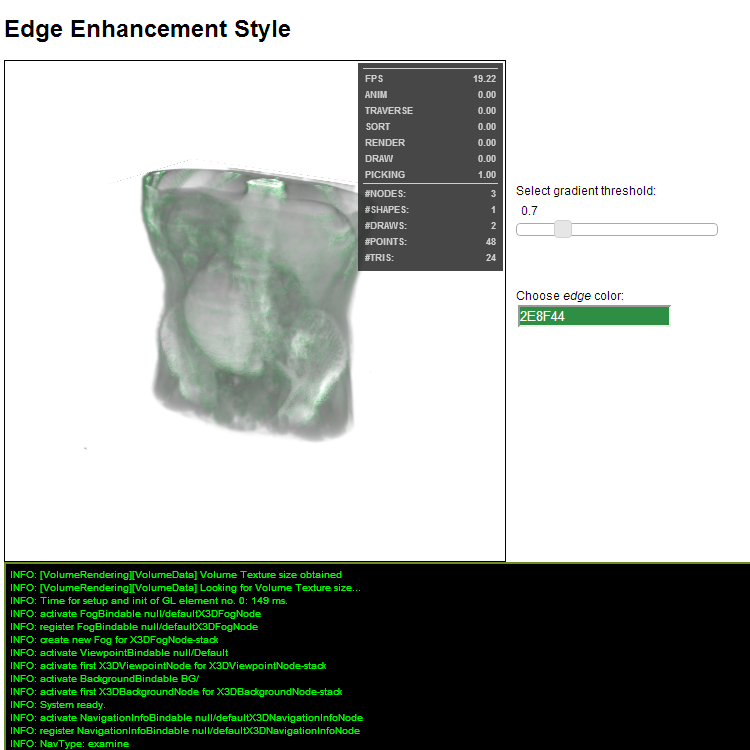 Edge Enhancement Style
FPS 19.22
ANIM 0.00
TRAVERSE 0.00
SORT 0.00
RENDER 0.00
DRAW 0.00
PICKING 1.00
#NODES: 3
#SHAPES: 1
#DRAWS: 2
#POINTS: 48
#TRIS: 24
Select gradient threshold:
0.7
Choose edge color:
2E8F44
INFO: [VolumeRendering][VolumeData] Volume Texture size obtained
INFO: [VolumeRendering][VolumeData] Looking for Volume Texture size...
INFO: Time for setup and init of GL element no. 0: 149 ms.
INFO: activate FogBindable null/defaultX3DFogNode
INFO: register FogBindable null/defaultX3DFogNode
INFO: create new Fog for X3DFogNode-stack
INFO: activate ViewpointBindable null/Default
INFO: activate first X3DViewpointNode for X3DViewpointNode-stack
INFO: activate BackgroundBindable BG/
INFO: activate first X3DBackgroundNode for X3DBackgroundNode-stack
INFO: System ready.
INFO: activate NavigationInfoBindable null/defaultX3DNavigationInfoNode
INFO: register NavigationInfoBindable null/defaultX3DNavigationInfoNode
INFO: NavType: examine